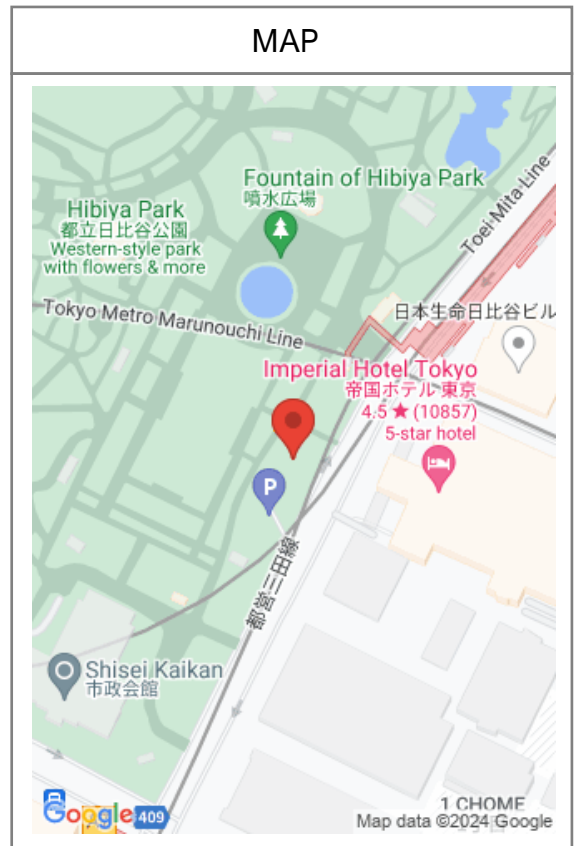 MAP
Fountain of Hibiya Park
噴水広場
Hibiya Park
都立日比谷公園
Western-style park
with flowers & more
Toei Mita Line
Tokyo Metro Marunouchi Line
日本生命日比谷ビル
Imperial Hotel Tokyo
帝国ホテル 東京
4.5 ★ (10857)
5-star hotel
P
都営三田線
Shisei Kaikan
市政会館
Google
409
1 CHOME
Map data ©2024 Google